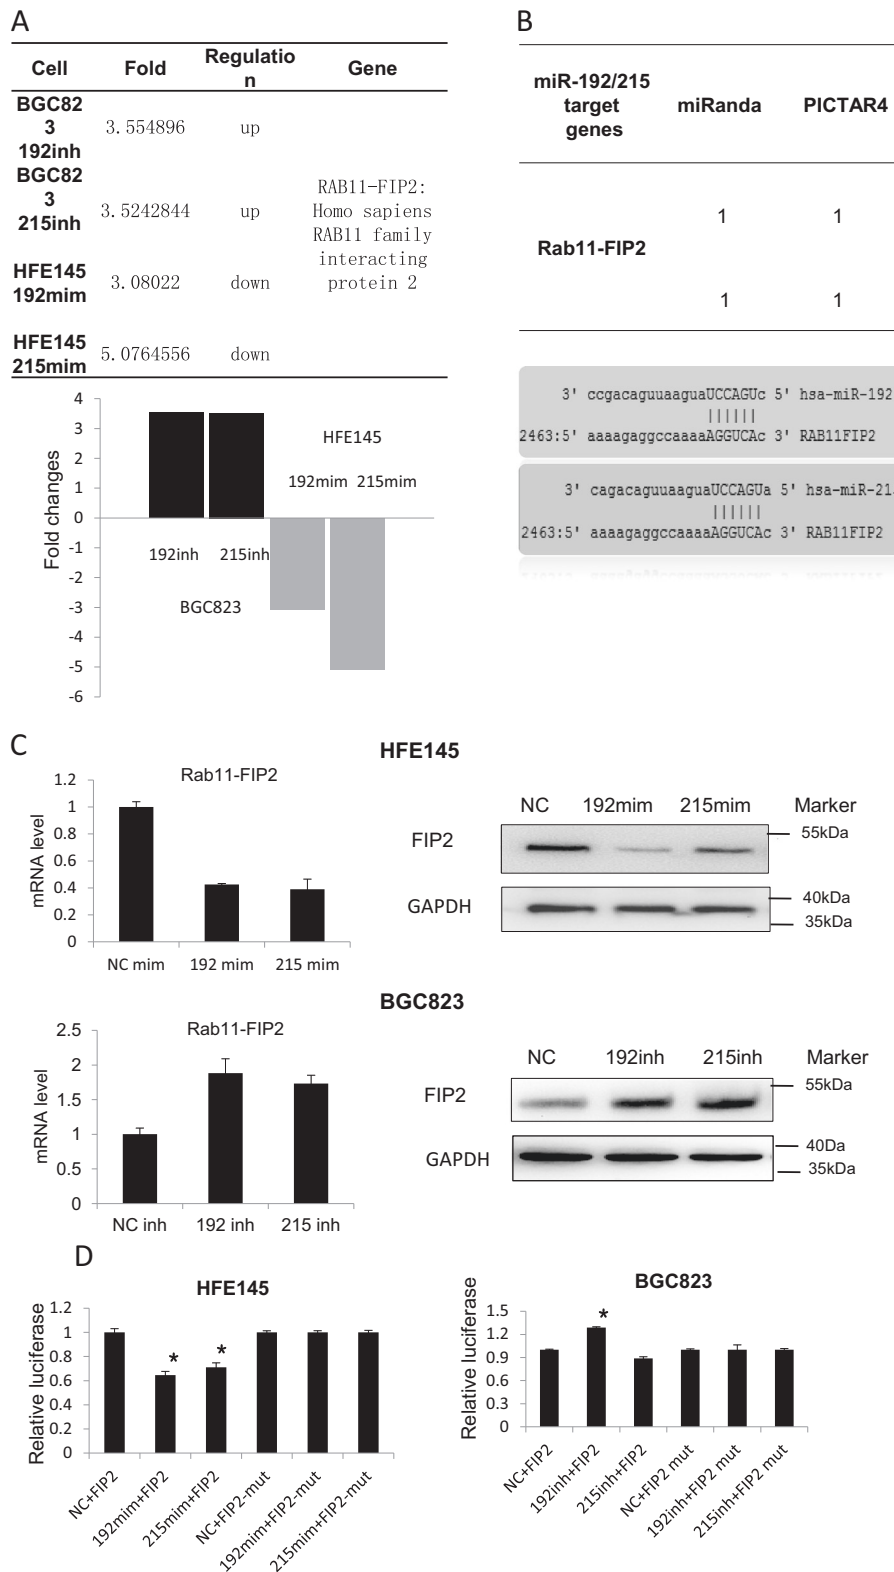 A
Cell Fold Regulatio
n Gene
BGC82
3
192inh
3.554896 up
BGC82
3
215inh
3.5242844 up
HFE145
192mim
3.08022 down
HFE145
215mim
5.0764556 down
RAB11-FIP2:
Homo sapiens
RAB11 family
interacting
protein 2
Fold changes
4
3
2
1
0
-1
-2
-3
-4
-5
-6
HFE145
192mim 215mim
192inh 215inh
BGC823
B
miR-192/215
target
genes
miRanda PICTAR4
Rab11-FIP2
1 1
1 1
3' ccgacaguuaaguaUCCAGUc 5' hsa-miR-192
||||||
2463:5' aaaagaggccaaaaAGGUCAc 3' RAB11FIP2
3' cagacaguuaaguaUCCAGUa 5' hsa-miR-21
||||||
2463:5' aaaagaggccaaaaAGGUCAc 3' RAB11FIP2
C
HFE145
Rab11-FIP2
mRNA level
1.2
1
0.8
0.6
0.4
0.2
0
NC mim 192 mim 215 mim
NC 192mim 215mim Marker
FIP2
55kDa
GAPDH
40kDa
35kDa
BGC823
Rab11-FIP2
mRNA level
2.5
2
1.5
1
0.5
0
NC inh 192 inh 215 inh
NC 192inh 215inh Marker
FIP2
55kDa
GAPDH
40Da
35kDa
D
HFE145
Relative luciferase
1.2
1
0.8
0.6
0.4
0.2
0
* *
NC+FIP2
192mim+FIP2
215mim+FIP2
NC+FIP2-mut
192mim+FIP2-mut
215mim+FIP2-mut
BGC823
Relative luciferase
1.5
1.2
0.9
0.6
0.3
0
*
NC+FIP2
192inh+FIP2
215inh+FIP2
NC+FIP2 mut
192inh+FIP2 mut
215inh+FIP2 mut